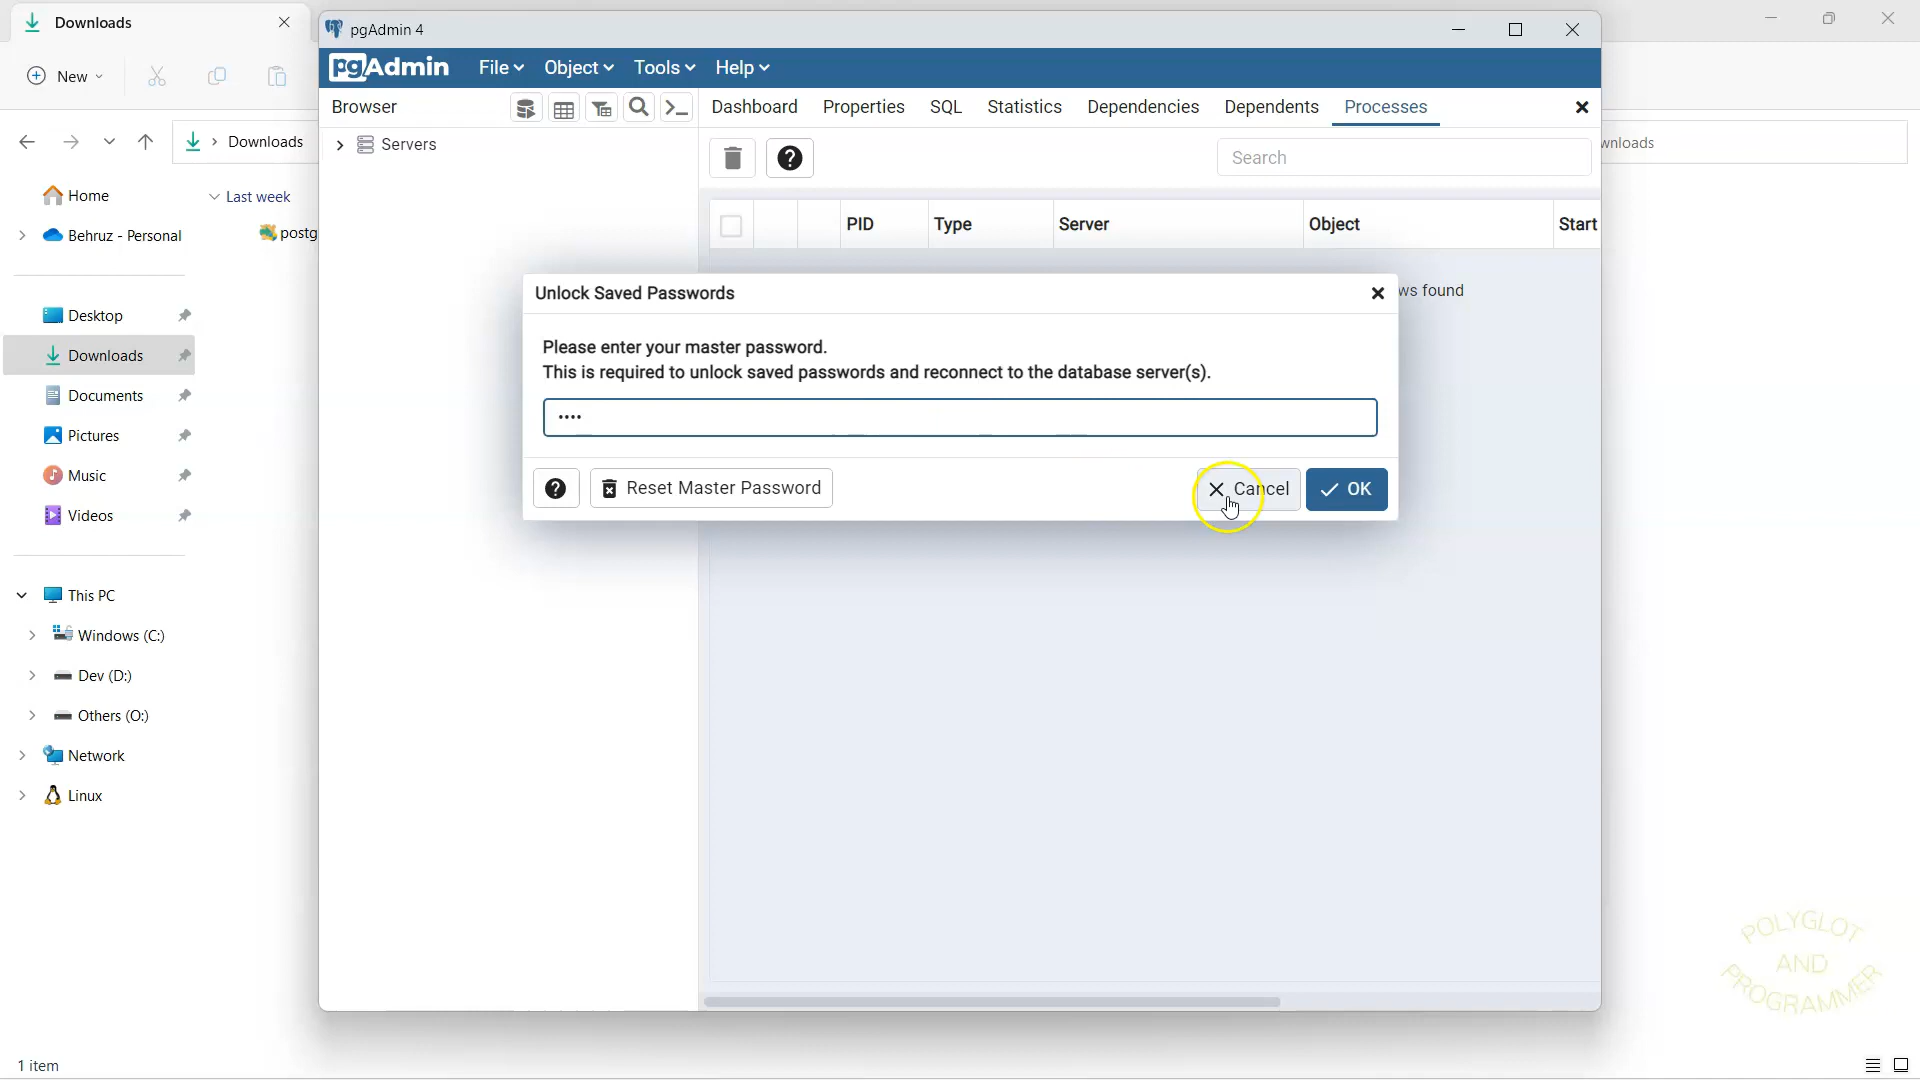 Downloads
pgAdmin 4
New
pgAdmin File Object Tools Help
Browser
Dashboard Properties SQL Statistics Dependencies Dependents Processes
Downloads
Servers
Search
wnloads
Home
Last week
Behruz - Personal
postg
PID Type Server Object Start
ws found
Unlock Saved Passwords
Please enter your master password.
This is required to unlock saved passwords and reconnect to the database server(s).
••••
Reset Master Password
Cancel
OK
Desktop
Downloads
Documents
Pictures
Music
Videos
This PC
Windows (C:)
Dev (D:)
Others (O:)
Network
Linux
POLYGLOT
AND
PROGRAMMER
1 item